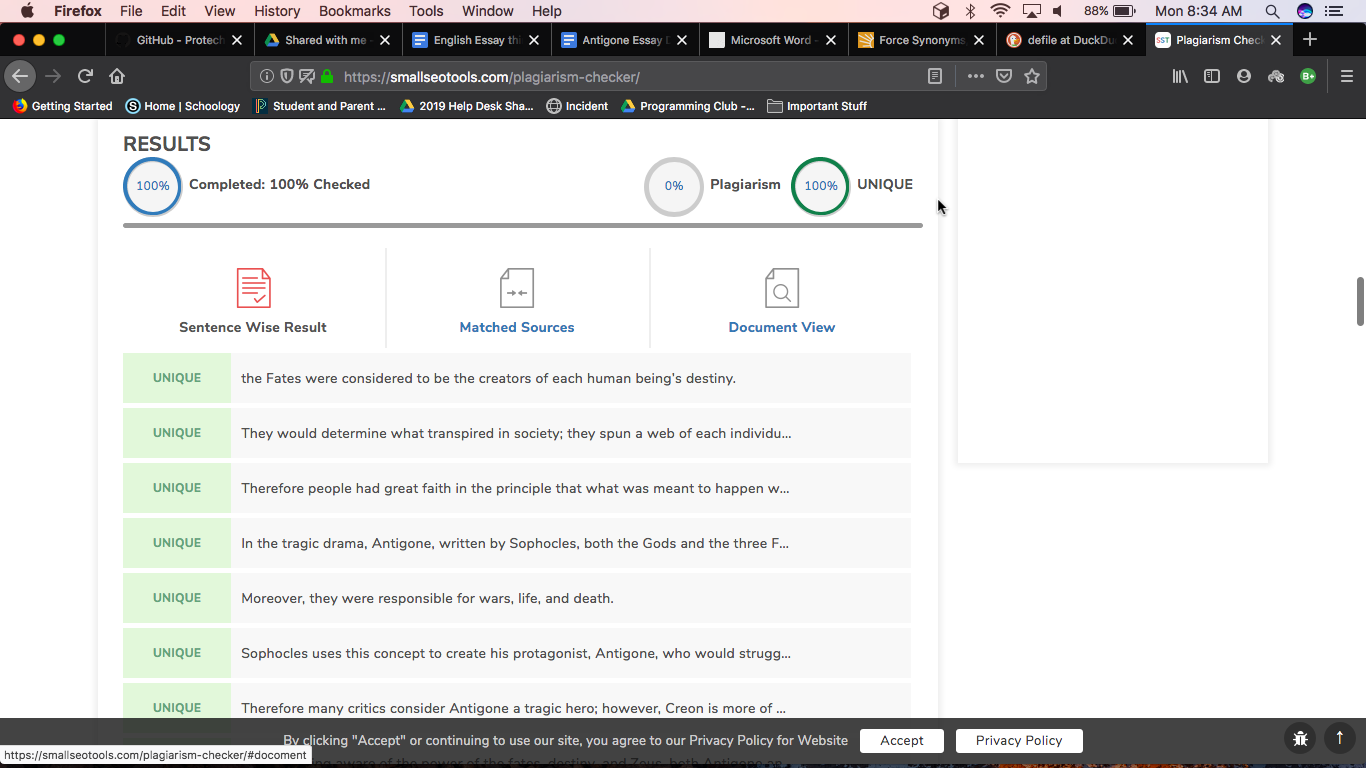 Firefox File Edit View History Bookmarks Tools Window Help 88% Mon 8:34 AM
GitHub - Protech Shared with me - English Essay thi Antigone Essay D Microsoft Word - Force Synonyms defile at DuckDu Plagiarism Chec
https://smallseotools.com/plagiarism-checker/
Getting Started Home | Schoology Student and Parent ... 2019 Help Desk Sha... Incident Programming Club -... Important Stuff
RESULTS
100% Completed: 100% Checked 0% Plagiarism 100% UNIQUE
Sentence Wise Result Matched Sources Document View
UNIQUE the Fates were considered to be the creators of each human being's destiny.
UNIQUE They would determine what transpired in society; they spun a web of each individu...
UNIQUE Therefore people had great faith in the principle that what was meant to happen w...
UNIQUE In the tragic drama, Antigone, written by Sophocles, both the Gods and the three F...
UNIQUE Moreover, they were responsible for wars, life, and death.
UNIQUE Sophocles uses this concept to create his protagonist, Antigone, who would strugg...
UNIQUE Therefore many critics consider Antigone a tragic hero; however, Creon is more of ...
By clicking "Accept" or continuing to use our site, you agree to our Privacy Policy for Website Accept Privacy Policy
https://smallseotools.com/plagiarism-checker/#docoment
aware of the power of the fates, destiny, and Zeus, both Antigone